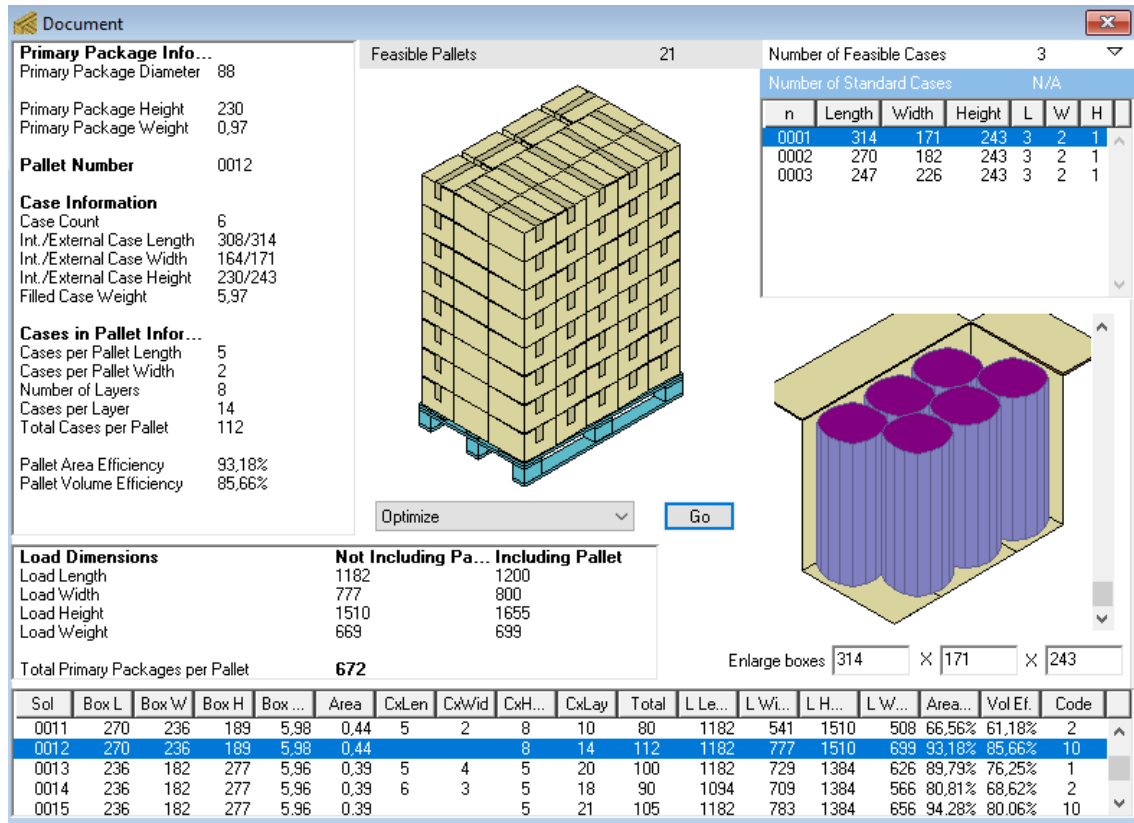 Document
Primary Package Info...
Primary Package Diameter 88
Primary Package Height 230
Primary Package Weight 0,97
Pallet Number 0012
Case Information
Case Count 6
Int./External Case Length 308/314
Int./External Case Width 164/171
Int./External Case Height 230/243
Filled Case Weight 5,97
Cases in Pallet Infor...
Cases per Pallet Length 5
Cases per Pallet Width 2
Number of Layers 8
Cases per Layer 14
Total Cases per Pallet 112
Pallet Area Efficiency 93,18%
Pallet Volume Efficiency 85,66%
Feasible Pallets 21
Optimize Go
Number of Feasible Cases 3
Number of Standard Cases N/A
n Length Width Height L W H
0001 314 171 243 3 2 1
0002 270 182 243 3 2 1
0003 247 226 243 3 2 1
Load Dimensions Not Including Pa... Including Pallet
Load Length 1182 1200
Load Width 777 800
Load Height 1510 1655
Load Weight 669 699
Total Primary Packages per Pallet 672
Enlarge boxes 314 X 171 X 243
Sol Box L Box W Box H Box ... Area CxLen CxWid CxH... CxLay Total L Le... L Wi... L H... L W... Area... Vol Ef. Code
0011 270 236 189 5,98 0,44 5 2 8 10 80 1182 541 1510 508 66,56% 61,18% 2
0012 270 236 189 5,98 0,44 8 14 112 1182 777 1510 699 93,18% 85,66% 10
0013 236 182 277 5,96 0,39 5 4 5 20 100 1182 729 1384 626 89,79% 76,25% 1
0014 236 182 277 5,96 0,39 6 3 5 18 90 1094 709 1384 566 80,81% 68,62% 2
0015 236 182 277 5,96 0,39 5 21 105 1182 783 1384 656 94,28% 80,06% 10